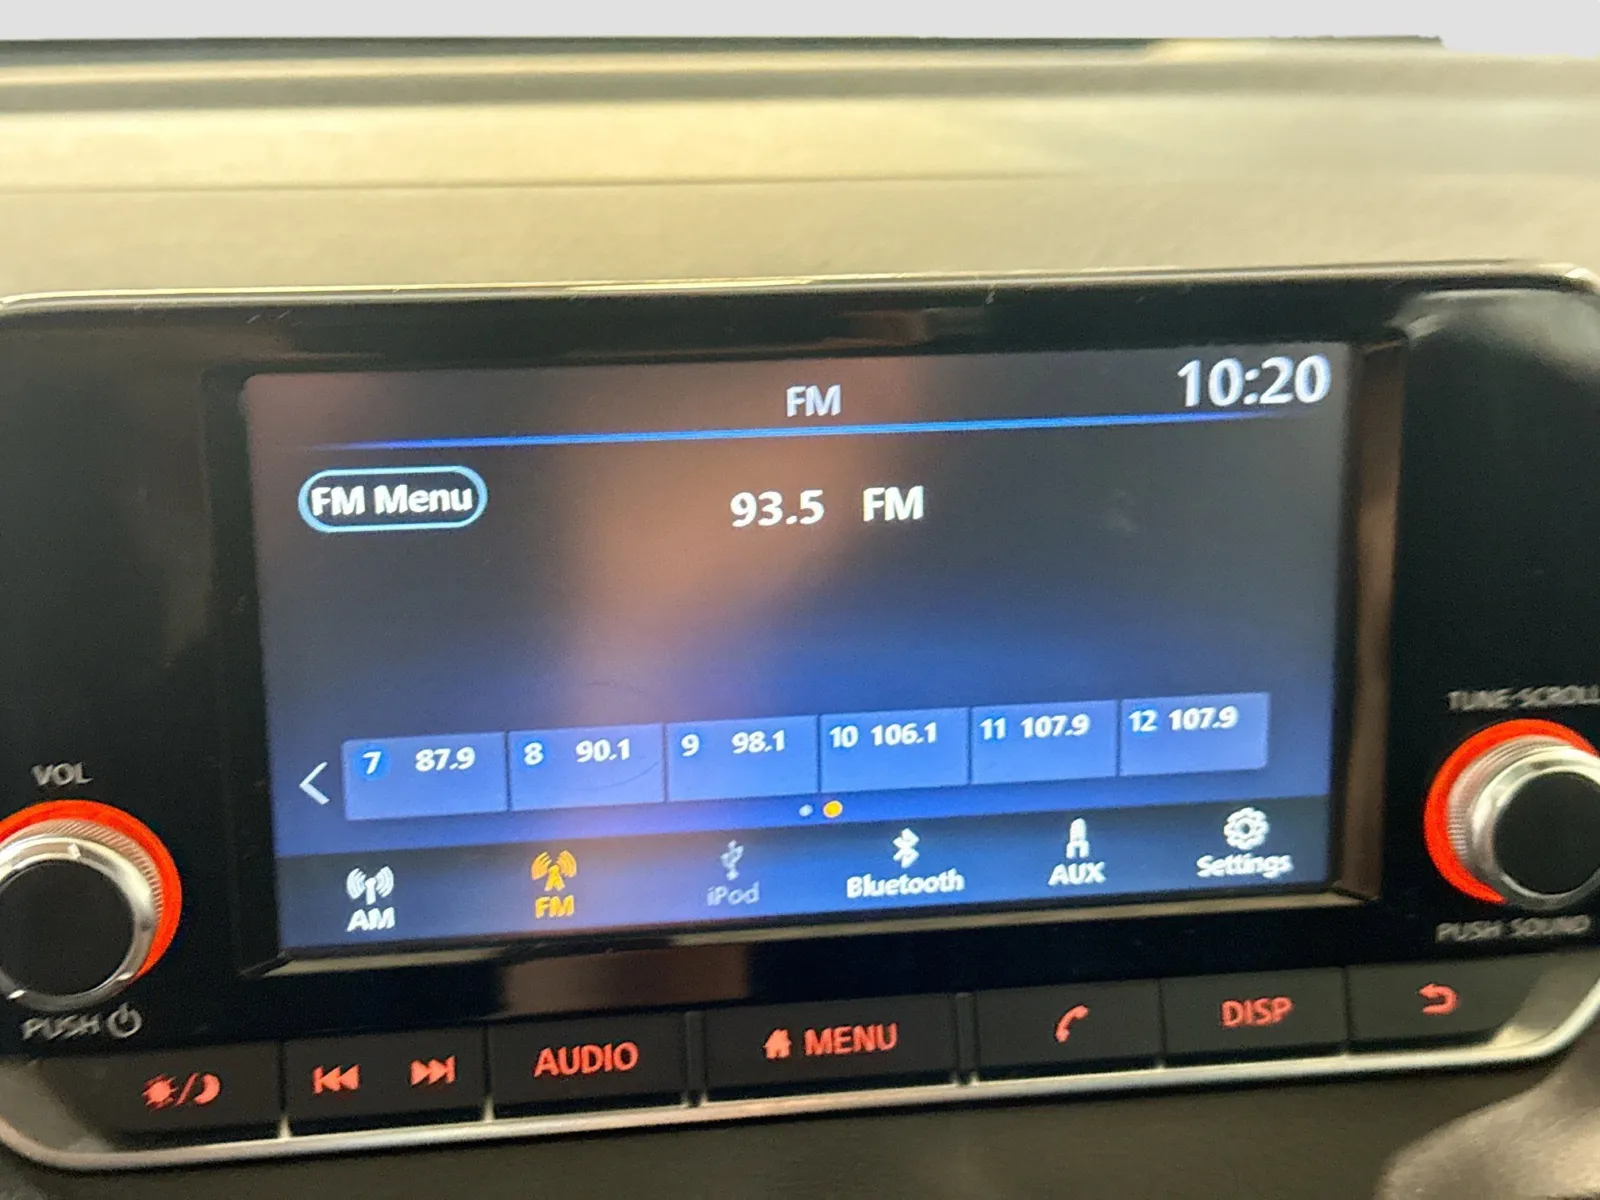 FM
10:20
FM Menu
93.5 FM
7 87.9
8 90.1
9 98.1
10 106.1
11 107.9
12 107.9
AM
FM
iPod
Bluetooth
AUX
Settings
VOL
PUSH
TUNE·SCROLL
PUSH SOUND
AUDIO
MENU
DISP